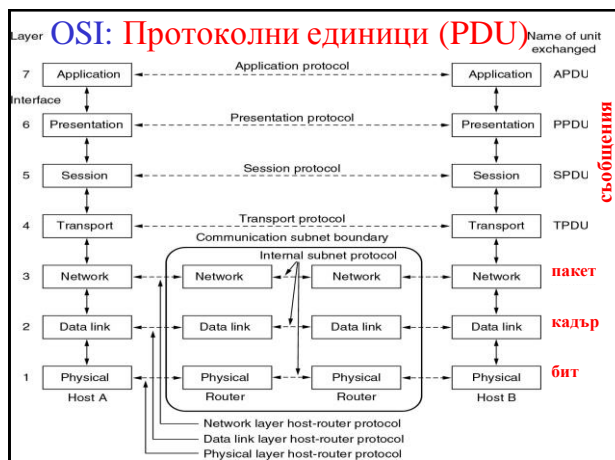 Layer OSI: Протоколни единици (PDU) Name of unit exchanged
7 Application Application protocol Application APDU
Interface
6 Presentation Presentation protocol Presentation PPDU
5 Session Session protocol Session SPDU
4 Transport Transport protocol Transport TPDU
съобщения
Communication subnet boundary
Internal subnet protocol
3 Network Network Network Network пакет
2 Data link Data link Data link Data link кадър
1 Physical Physical Physical Physical бит
Host A Router Router Host B
Network layer host-router protocol
Data link layer host-router protocol
Physical layer host-router protocol